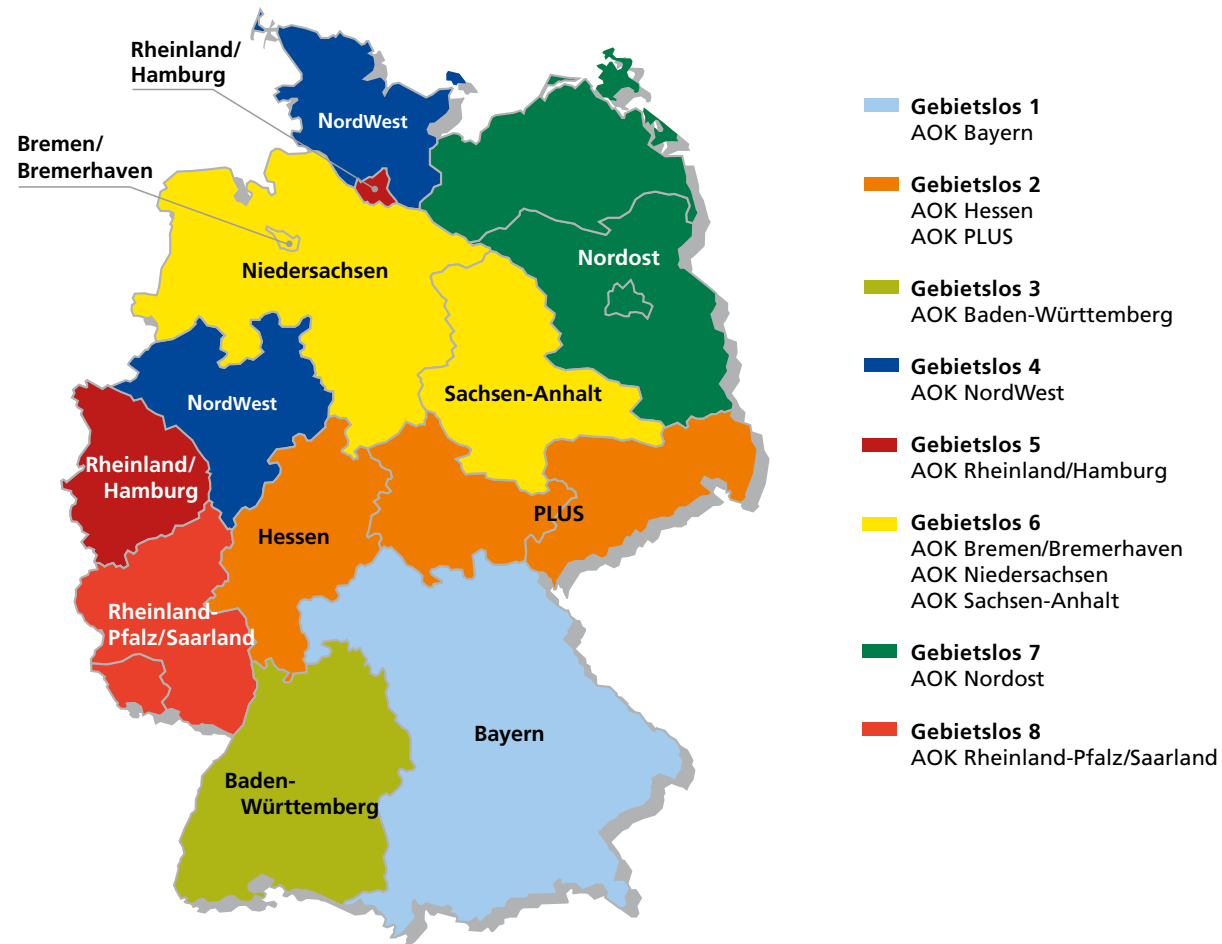 Rheinland/
Hamburg
NordWest
Bremen/
Bremerhaven
Niedersachsen
Nordost
NordWest
Sachsen-Anhalt
Rheinland/
Hamburg
Hessen
PLUS
Rheinland-
Pfalz/Saarland
Bayern
Baden-
Württemberg
Gebietslos 1
AOK Bayern
Gebietslos 2
AOK Hessen
AOK PLUS
Gebietslos 3
AOK Baden-Württemberg
Gebietslos 4
AOK NordWest
Gebietslos 5
AOK Rheinland/Hamburg
Gebietslos 6
AOK Bremen/Bremerhaven
AOK Niedersachsen
AOK Sachsen-Anhalt
Gebietslos 7
AOK Nordost
Gebietslos 8
AOK Rheinland-Pfalz/Saarland